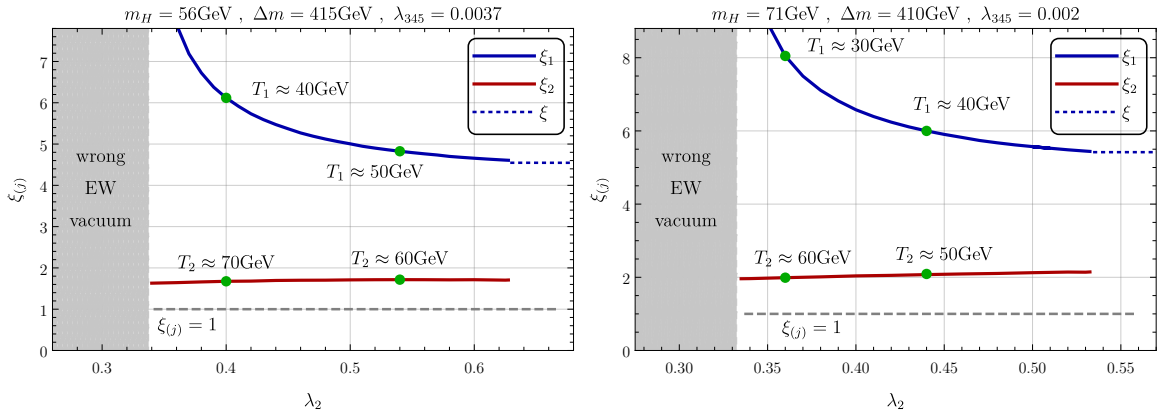 m_H = 56GeV , Δm = 415GeV , λ_345 = 0.0037
ξ_(j)
7
6
5
4
3
2
1
0
wrong
EW
vacuum
T_1 ≈ 40GeV
T_1 ≈ 50GeV
T_2 ≈ 70GeV
T_2 ≈ 60GeV
ξ_(j) = 1
ξ_1
ξ_2
ξ
0.3 0.4 0.5 0.6
λ_2
m_H = 71GeV , Δm = 410GeV , λ_345 = 0.002
ξ_(j)
8
6
4
2
0
wrong
EW
vacuum
T_1 ≈ 30GeV
T_1 ≈ 40GeV
T_2 ≈ 60GeV
T_2 ≈ 50GeV
ξ_(j) = 1
ξ_1
ξ_2
ξ
0.30 0.35 0.40 0.45 0.50 0.55
λ_2